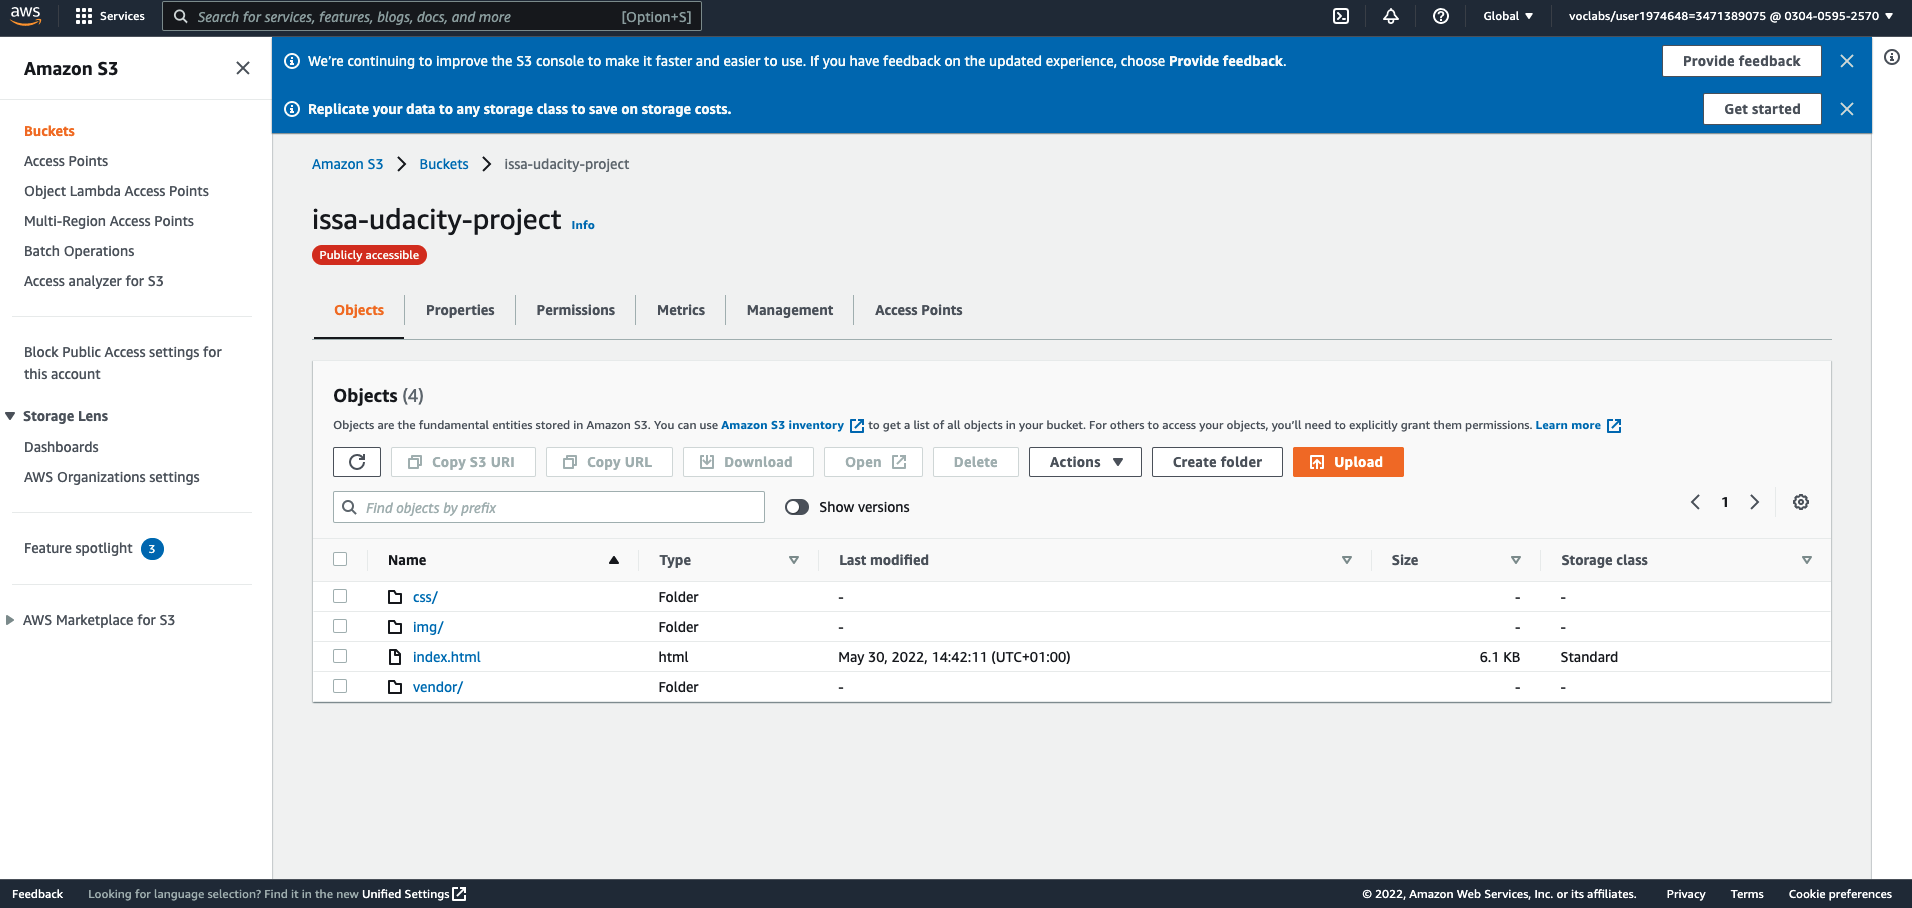 aws Services Search for services, features, blogs, docs, and more [Option+S] Global voclabs/user1974648=3471389075 @ 0304-0595-2570
Amazon S3
We're continuing to improve the S3 console to make it faster and easier to use. If you have feedback on the updated experience, choose Provide feedback. Provide feedback
Replicate your data to any storage class to save on storage costs. Get started
Buckets
Access Points
Object Lambda Access Points
Multi-Region Access Points
Batch Operations
Access analyzer for S3
Block Public Access settings for
this account
Storage Lens
Dashboards
AWS Organizations settings
Feature spotlight 3
AWS Marketplace for S3
Amazon S3 Buckets issa-udacity-project
issa-udacity-project Info
Publicly accessible
Objects Properties Permissions Metrics Management Access Points
Objects (4)
Objects are the fundamental entities stored in Amazon S3. You can use Amazon S3 inventory to get a list of all objects in your bucket. For others to access your objects, you'll need to explicitly grant them permissions. Learn more
Copy S3 URI Copy URL Download Open Delete Actions Create folder Upload
Find objects by prefix Show versions 1
Name Type Last modified Size Storage class
css/ Folder - - -
img/ Folder - - -
index.html html May 30, 2022, 14:42:11 (UTC+01:00) 6.1 KB Standard
vendor/ Folder - - -
Feedback Looking for language selection? Find it in the new Unified Settings © 2022, Amazon Web Services, Inc. or its affiliates. Privacy Terms Cookie preferences